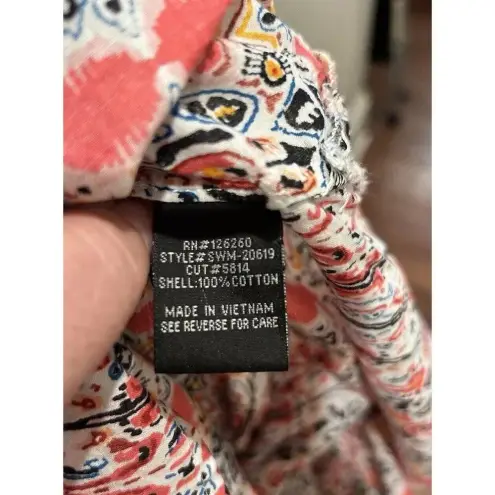 RN#126260
STYLE#SWM-20619
CUT#5814
SHELL:100%COTTON
MADE IN VIETNAM
SEE REVERSE FOR CARE